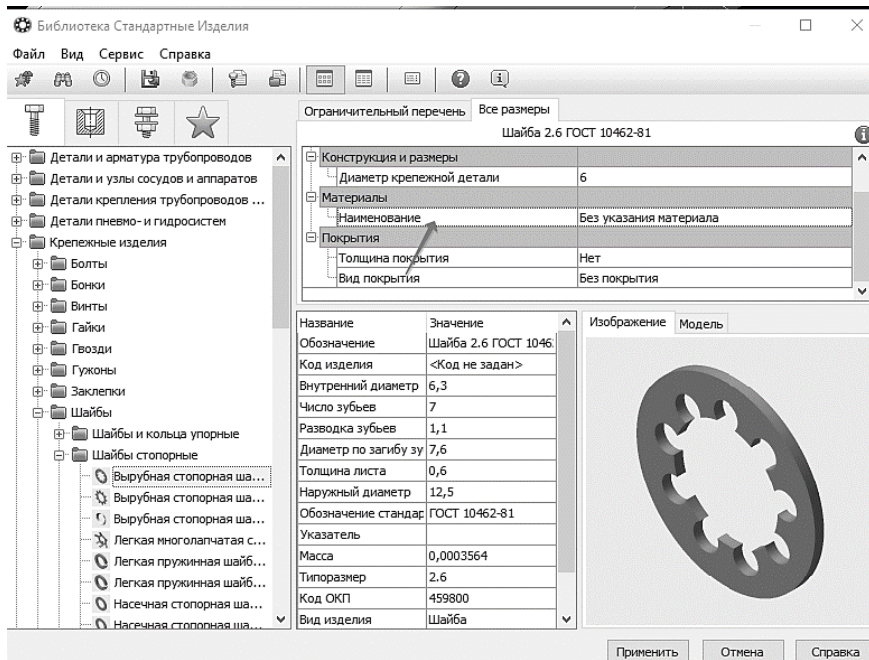 Библиотека Стандартные Изделия
Файл Вид Сервис Справка
Ограничительный перечень Все размеры
Шайба 2.6 ГОСТ 10462-81
Конструкция и размеры
Диаметр крепежной детали 6
Материалы
Наименование Без указания материала
Покрытия
Толщина покрытия Нет
Вид покрытия Без покрытия
Детали и арматура трубопроводов
Детали и узлы сосудов и аппаратов
Детали крепления трубопроводов ...
Детали пневмо- и гидросистем
Крепежные изделия
Болты
Бонки
Винты
Гайки
Гвозди
Гужоны
Заклепки
Шайбы
Шайбы и кольца упорные
Шайбы стопорные
Вырубная стопорная ша...
Вырубная стопорная ша...
Вырубная стопорная ша...
Легкая многолапчатая с...
Легкая пружинная шайб...
Легкая пружинная шайб...
Насечная стопорная ша...
Насечная стопорная ша...
Название Значение
Обозначение Шайба 2.6 ГОСТ 1046
Код изделия <Код не задан>
Внутренний диаметр 6,3
Число зубьев 7
Разводка зубьев 1,1
Диаметр по загибу зу 7,6
Толщина листа 0,6
Наружный диаметр 12,5
Обозначение стандар ГОСТ 10462-81
Указатель
Масса 0,0003564
Типоразмер 2.6
Код ОКП 459800
Вид изделия Шайба
Изображение Модель
Применить Отмена Справка